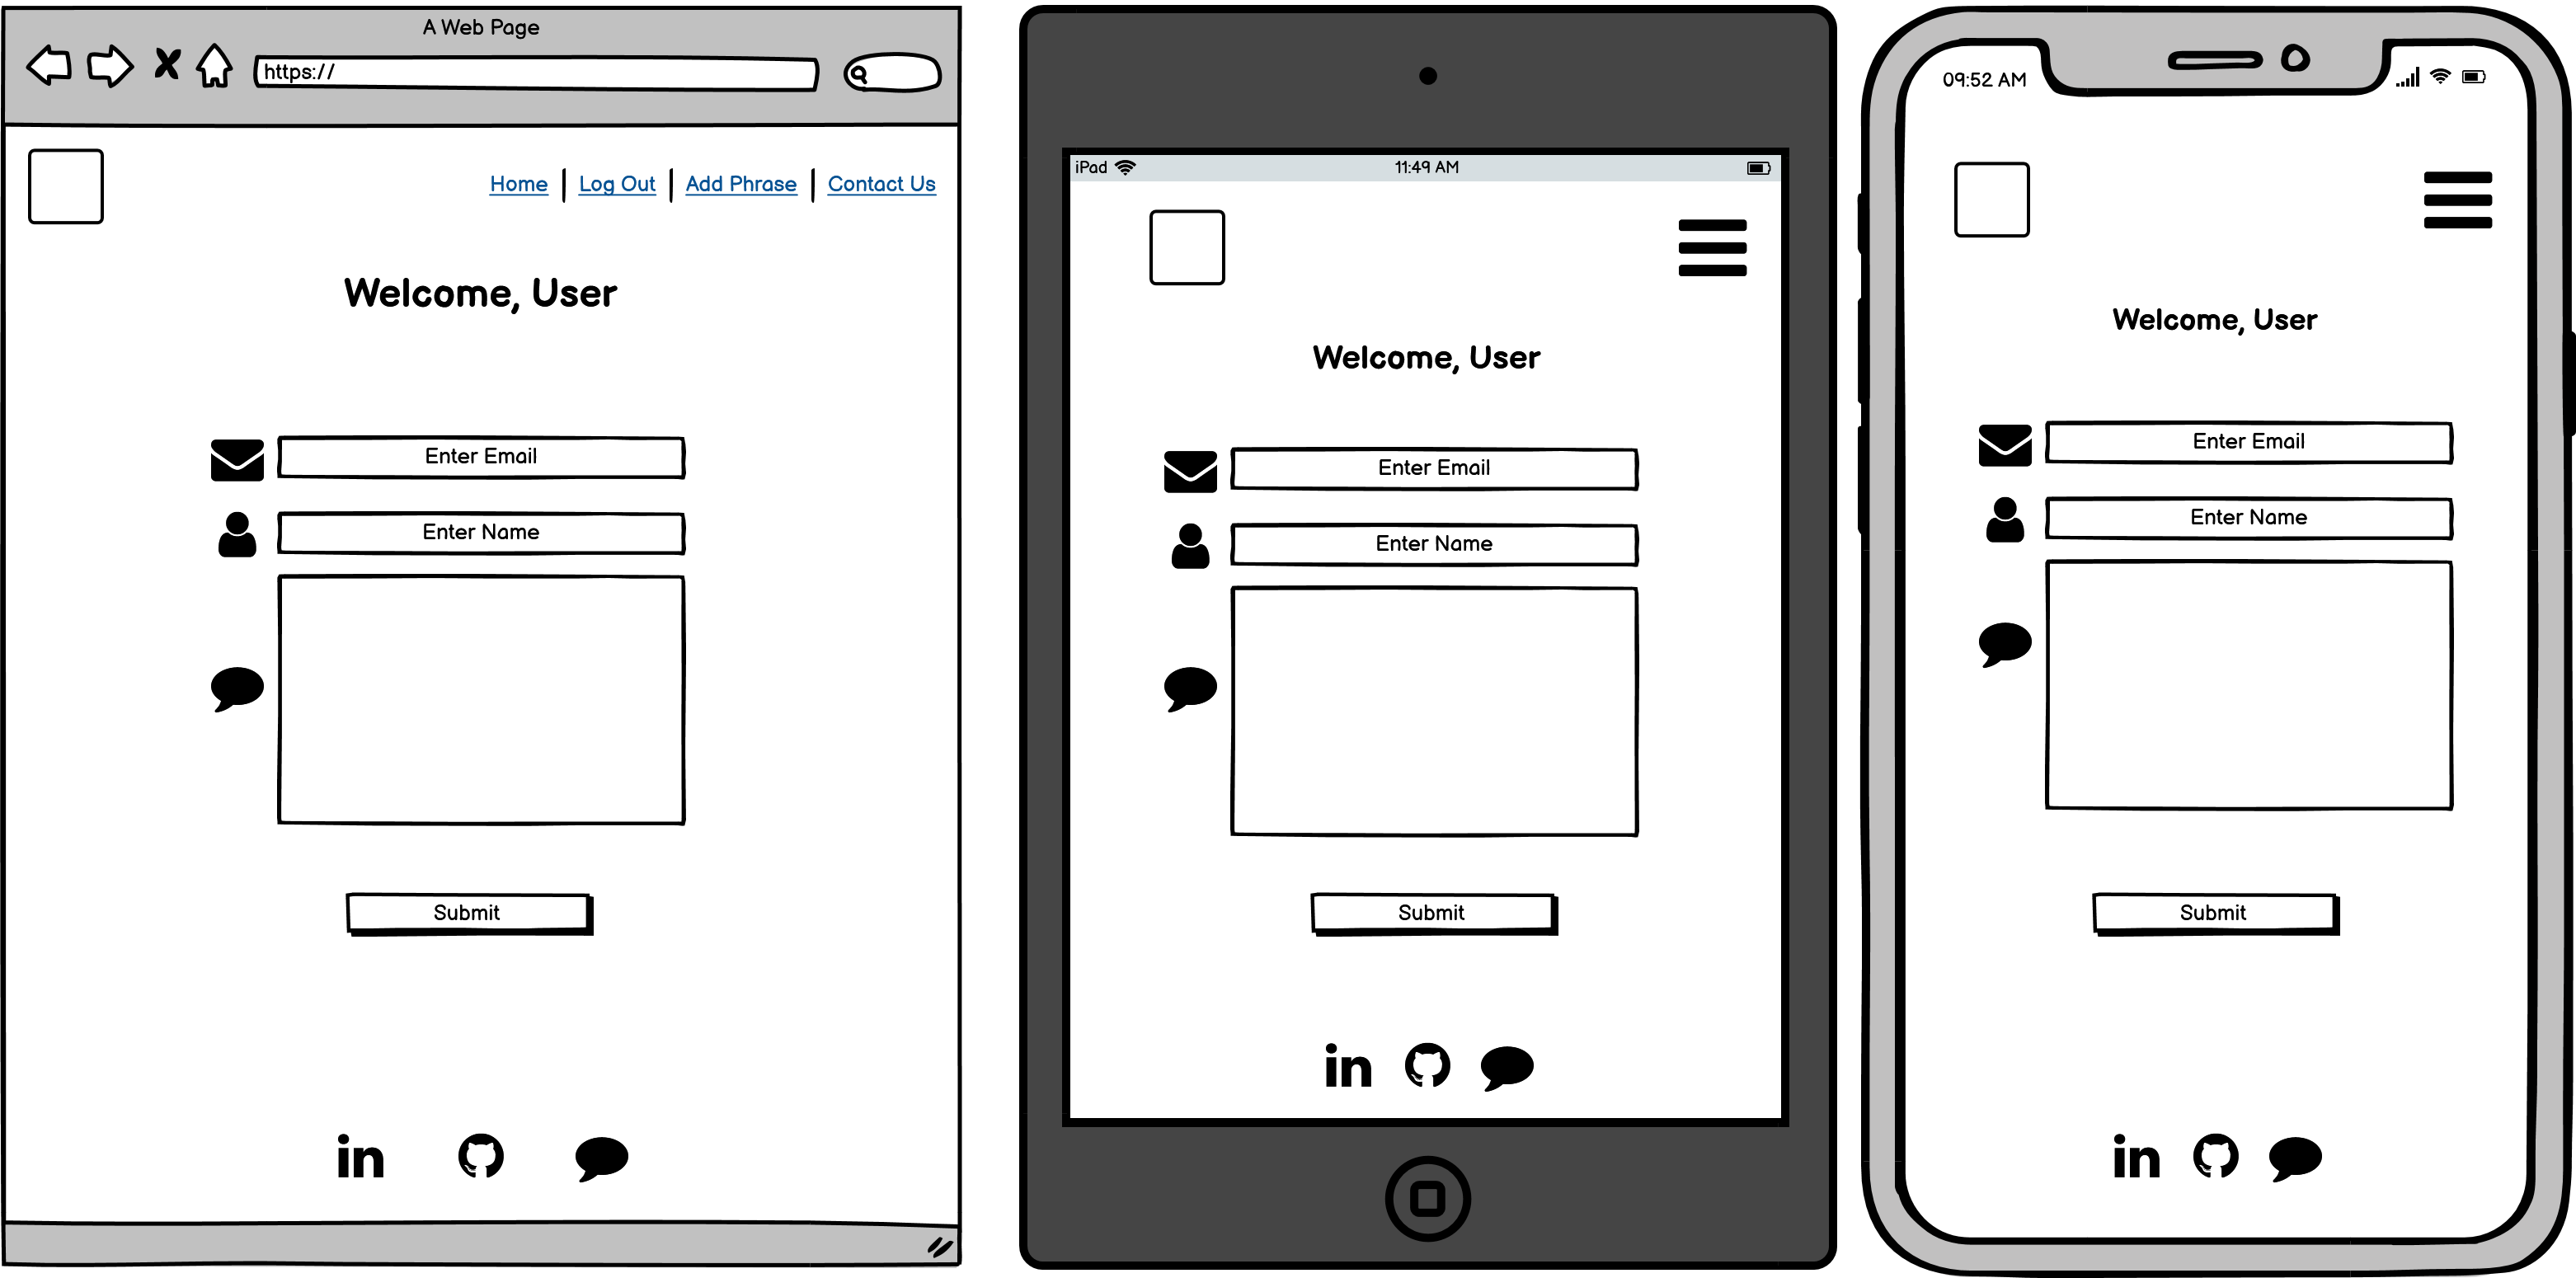 A Web Page
https://
Home | Log Out | Add Phrase | Contact Us
Welcome, User
Enter Email
Enter Name
Submit
in
iPad 11:49 AM
Welcome, User
Enter Email
Enter Name
Submit
in
09:52 AM
Welcome, User
Enter Email
Enter Name
Submit
in